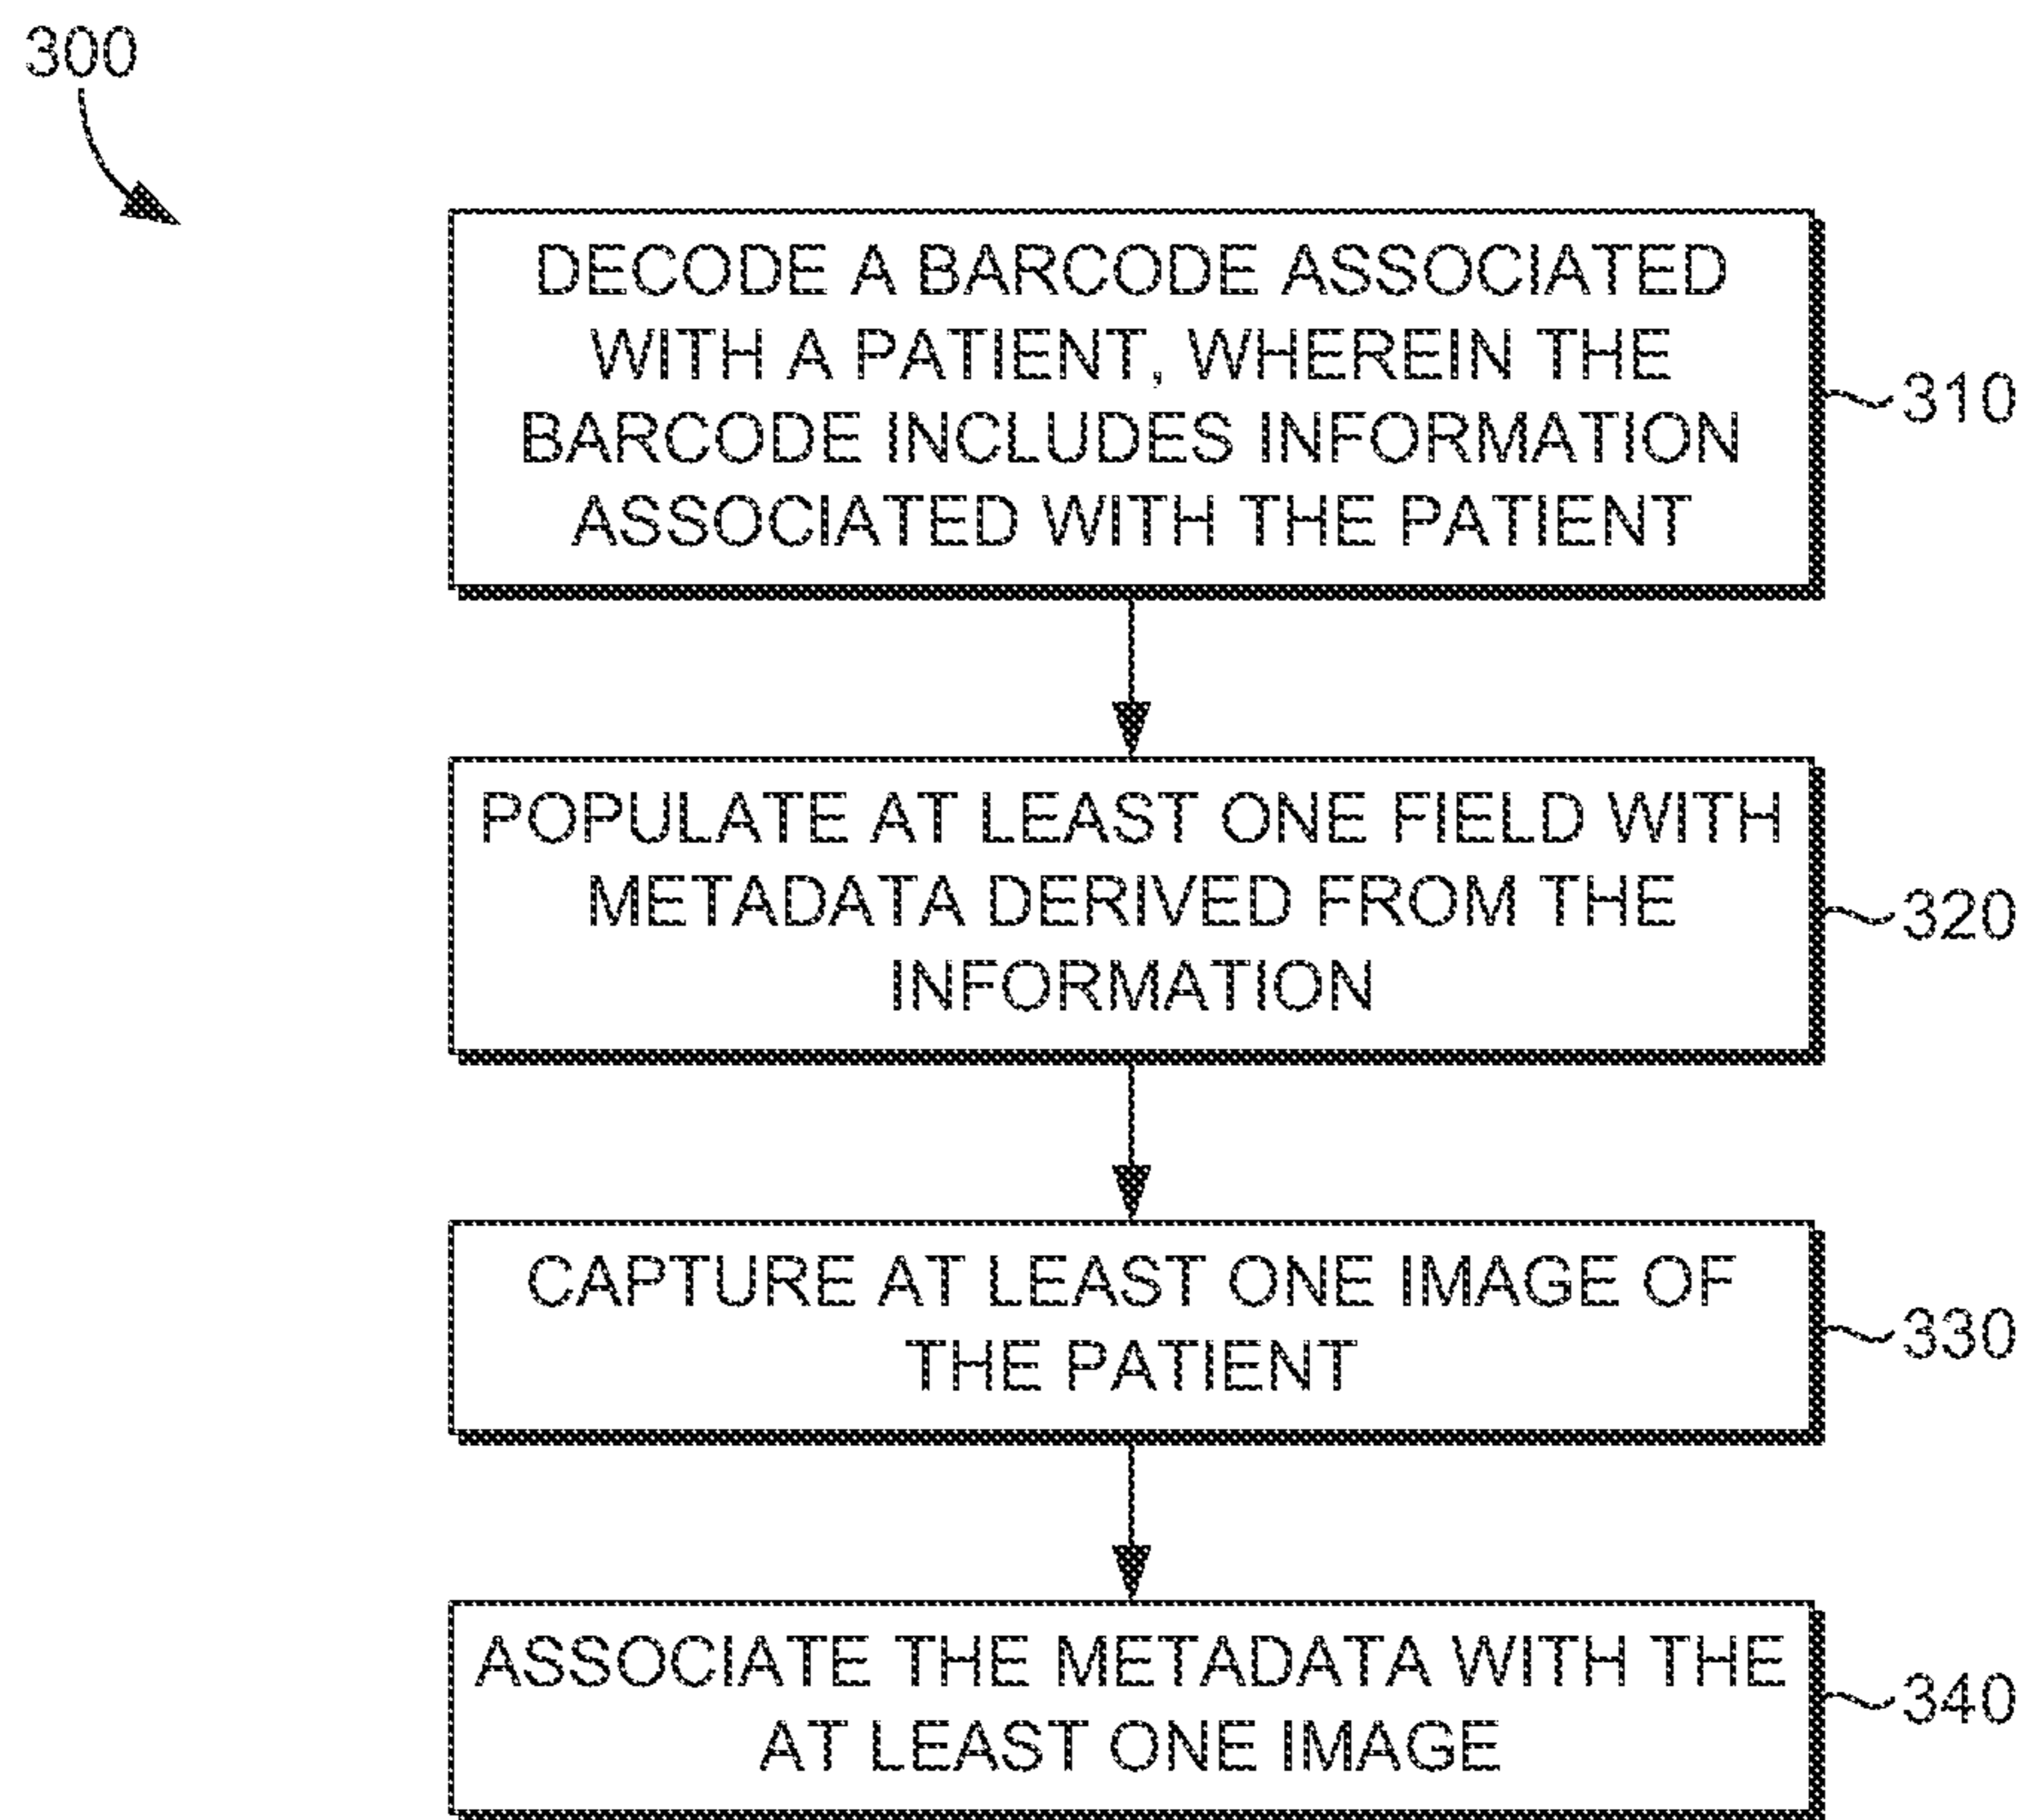 300
DECODE A BARCODE ASSOCIATED
WITH A PATIENT, WHEREIN THE
BARCODE INCLUDES INFORMATION
ASSOCIATED WITH THE PATIENT
310
POPULATE AT LEAST ONE FIELD WITH
METADATA DERIVED FROM THE
INFORMATION
320
CAPTURE AT LEAST ONE IMAGE OF
THE PATIENT
330
ASSOCIATE THE METADATA WITH THE
AT LEAST ONE IMAGE
340